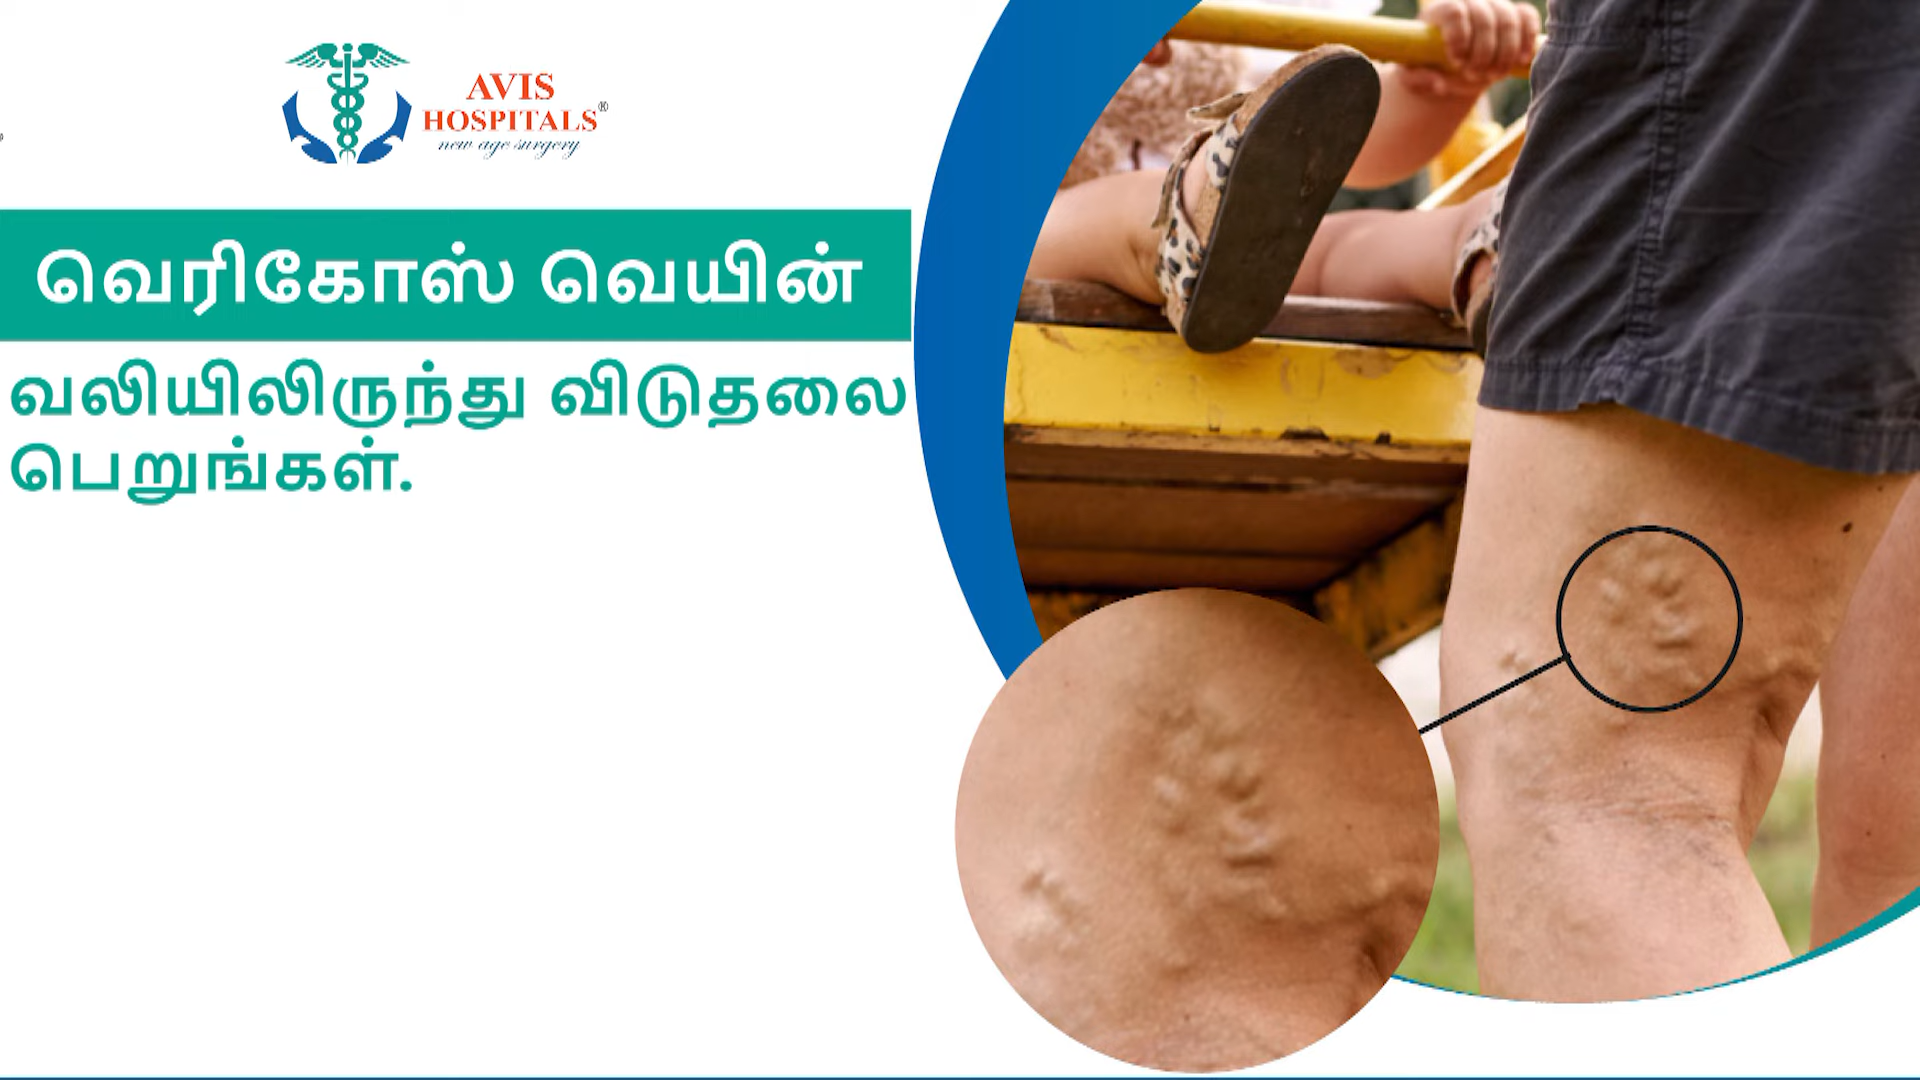 AVIS
HOSPITALS®
new age surgery
வெரிகோஸ் வெயின்
வலியிலிருந்து விடுதலை
பெறுங்கள்.